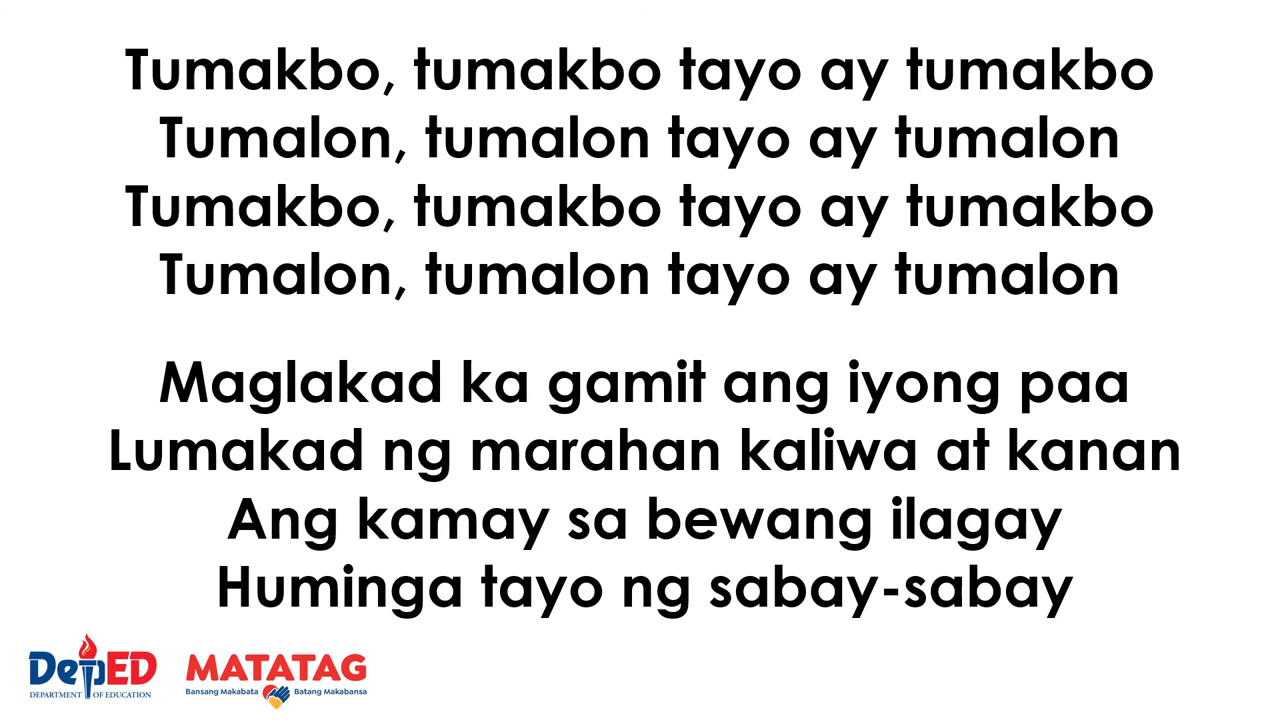 Tumakbo, tumakbo tayo ay tumakbo
Tumalon, tumalon tayo ay tumalon
Tumakbo, tumakbo tayo ay tumakbo
Tumalon, tumalon tayo ay tumalon
Maglakad ka gamit ang iyong paa
Lumakad ng marahan kaliwa at kanan
Ang kamay sa bewang ilagay
Huminga tayo ng sabay-sabay
DepED
DEPARTMENT OF EDUCATION
MATATAG
Bansang Makabata Batang Makabansa